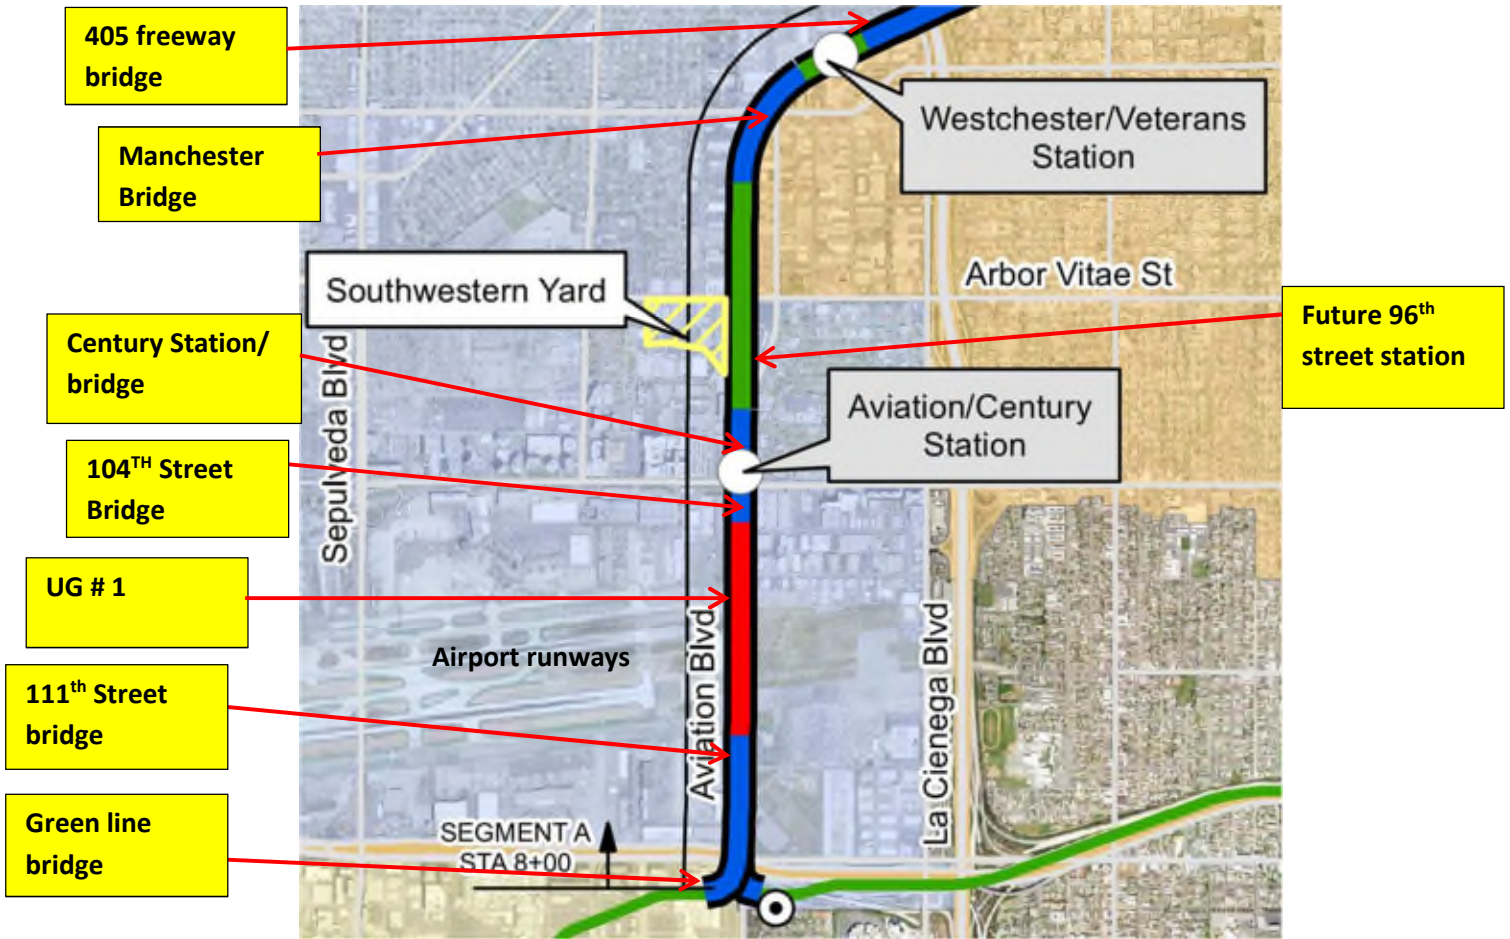 405 freeway
bridge
Manchester
Bridge
Westchester/Veterans
Station
Southwestern Yard
Arbor Vitae St
Future 96th
street station
Century Station/
bridge
Sepulveda Blvd
Aviation/Century
Station
104TH Street
Bridge
UG # 1
Airport runways
Aviation Blvd
La Cienega Blvd
111th Street
bridge
Green line
bridge
SEGMENT A
STA 8+00